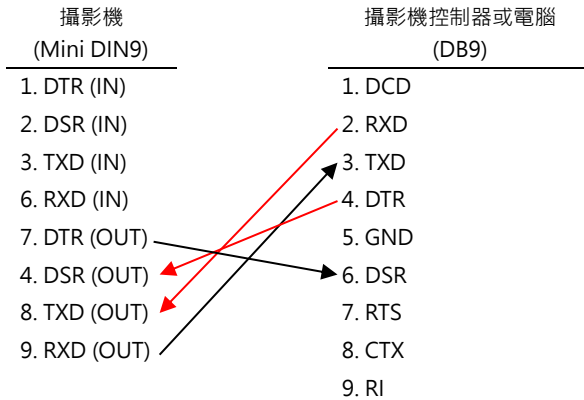 攝影機
(Mini DIN9)
1. DTR (IN)
2. DSR (IN)
3. TXD (IN)
6. RXD (IN)
7. DTR (OUT)
4. DSR (OUT)
8. TXD (OUT)
9. RXD (OUT)
攝影機控制器或電腦
(DB9)
1. DCD
2. RXD
3. TXD
4. DTR
5. GND
6. DSR
7. RTS
8. CTX
9. RI